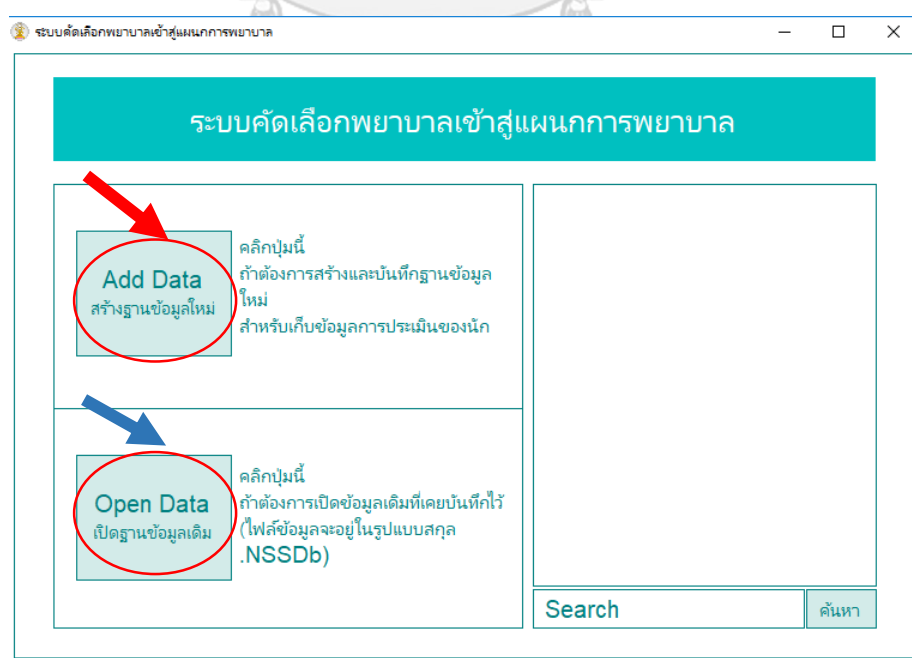 ระบบคัดเลือกพยาบาลเข้าสู่แผนกการพยาบาล
ระบบคัดเลือกพยาบาลเข้าสู่แผนกการพยาบาล
Add Data
สร้างฐานข้อมูลใหม่
คลิกปุ่มนี้
ถ้าต้องการสร้างและบันทึกฐานข้อมูล
ใหม่
สำหรับเก็บข้อมูลการประเมินของนัก
Open Data
เปิดฐานข้อมูลเดิม
คลิกปุ่มนี้
ถ้าต้องการเปิดข้อมูลเดิมที่เคยบันทึกไว้
(ไฟล์ข้อมูลจะอยู่ในรูปแบบสกุล
.NSSDb)
Search
ค้นหา